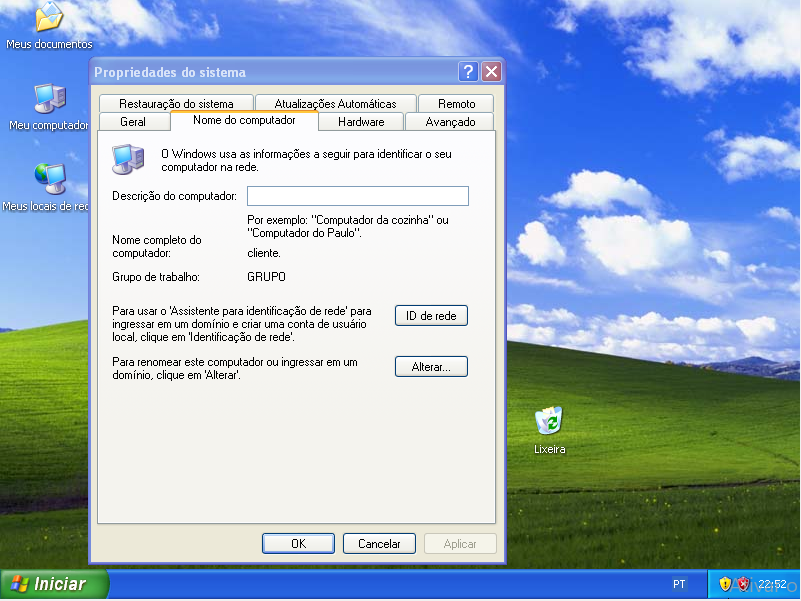 Meus documentos
Meu computador
Meus locais de rec
Propriedades do sistema
Restauração do sistema
Atualizações Automáticas
Remoto
Geral
Nome do computador
Hardware
Avançado
O Windows usa as informações a seguir para identificar o seu
computador na rede.
Descrição do computador:
Por exemplo: "Computador da cozinha" ou
"Computador do Paulo".
Nome completo do
computador:
cliente.
Grupo de trabalho:
GRUPO
Para usar o 'Assistente para identificação de rede' para
ingressar em um domínio e criar uma conta de usuário
local, clique em 'Identificação de rede'.
ID de rede
Para renomear este computador ou ingressar em um
domínio, clique em 'Alterar'.
Alterar...
OK
Cancelar
Aplicar
Lixeira
Iniciar
PT
22:52
Ativar o